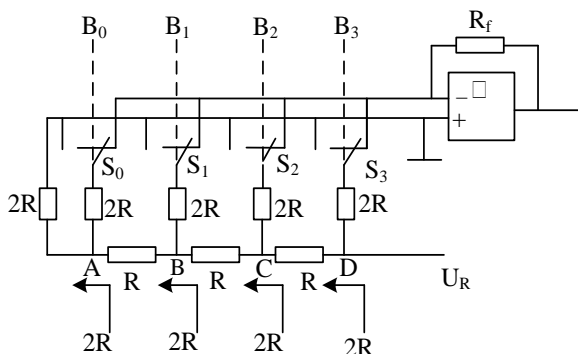 B0 B1 B2 B3 Rf
− +
S0 S1 S2 S3
2R 2R 2R 2R 2R
A B C D
R R R UR
2R 2R 2R 2R